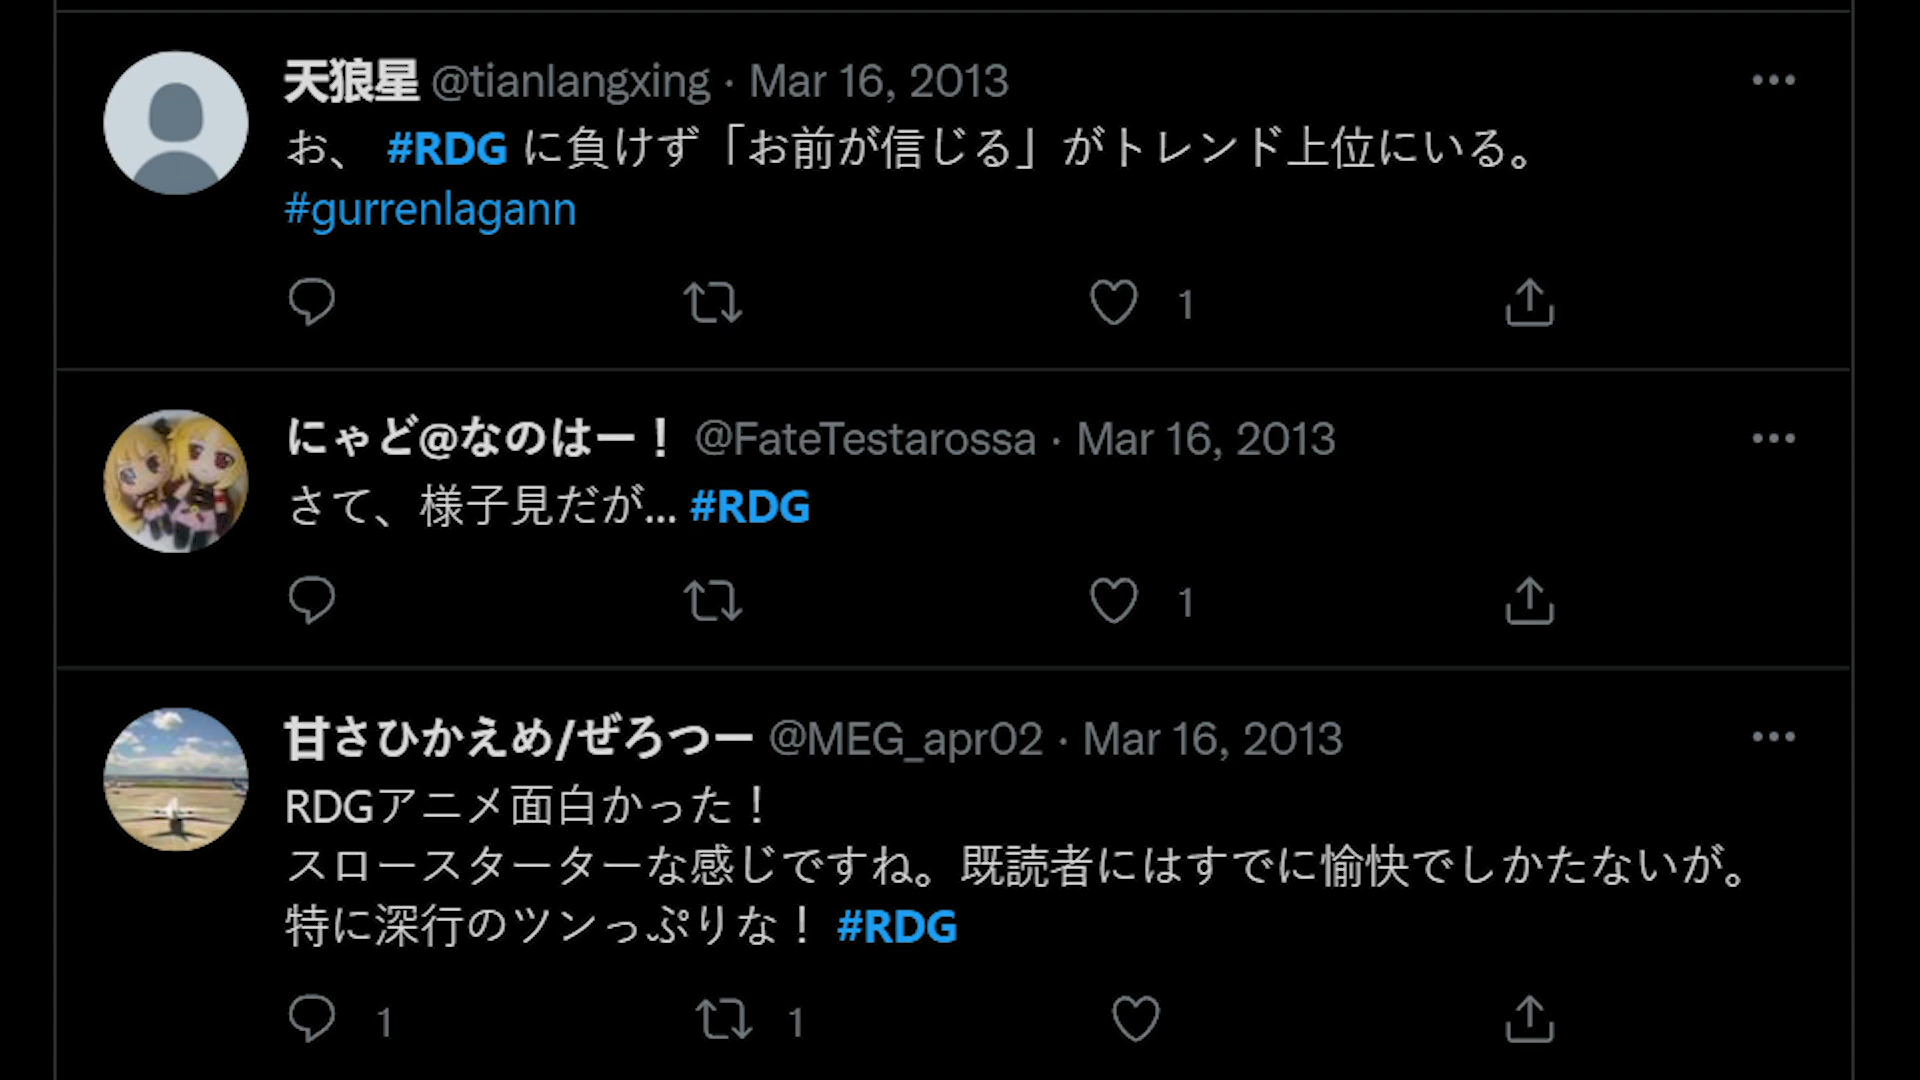 天狼星 @tianlangxing · Mar 16, 2013
お、 #RDG に負けず「お前が信じる」がトレンド上位にいる。
#gurrenlagann
1
にゃど@なのはー！ @FateTestarossa · Mar 16, 2013
さて、様子見だが... #RDG
1
甘さひかえめ/ぜろつー @MEG_apr02 · Mar 16, 2013
RDGアニメ面白かった！
スロースターターな感じですね。既読者にはすでに愉快でしかたないが。
特に深行のツンっぷりな！ #RDG
1 1